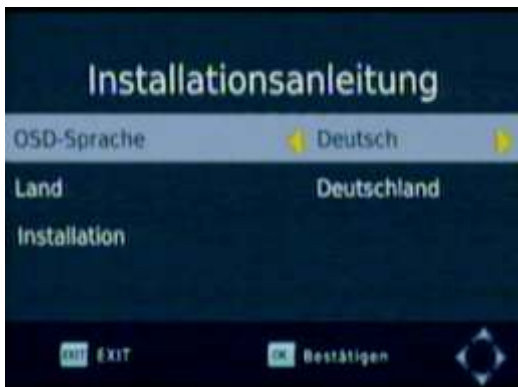 Installationsanleitung
OSD-Sprache Deutsch
Land Deutschland
Installation
EXIT EXIT OK Bestätigen